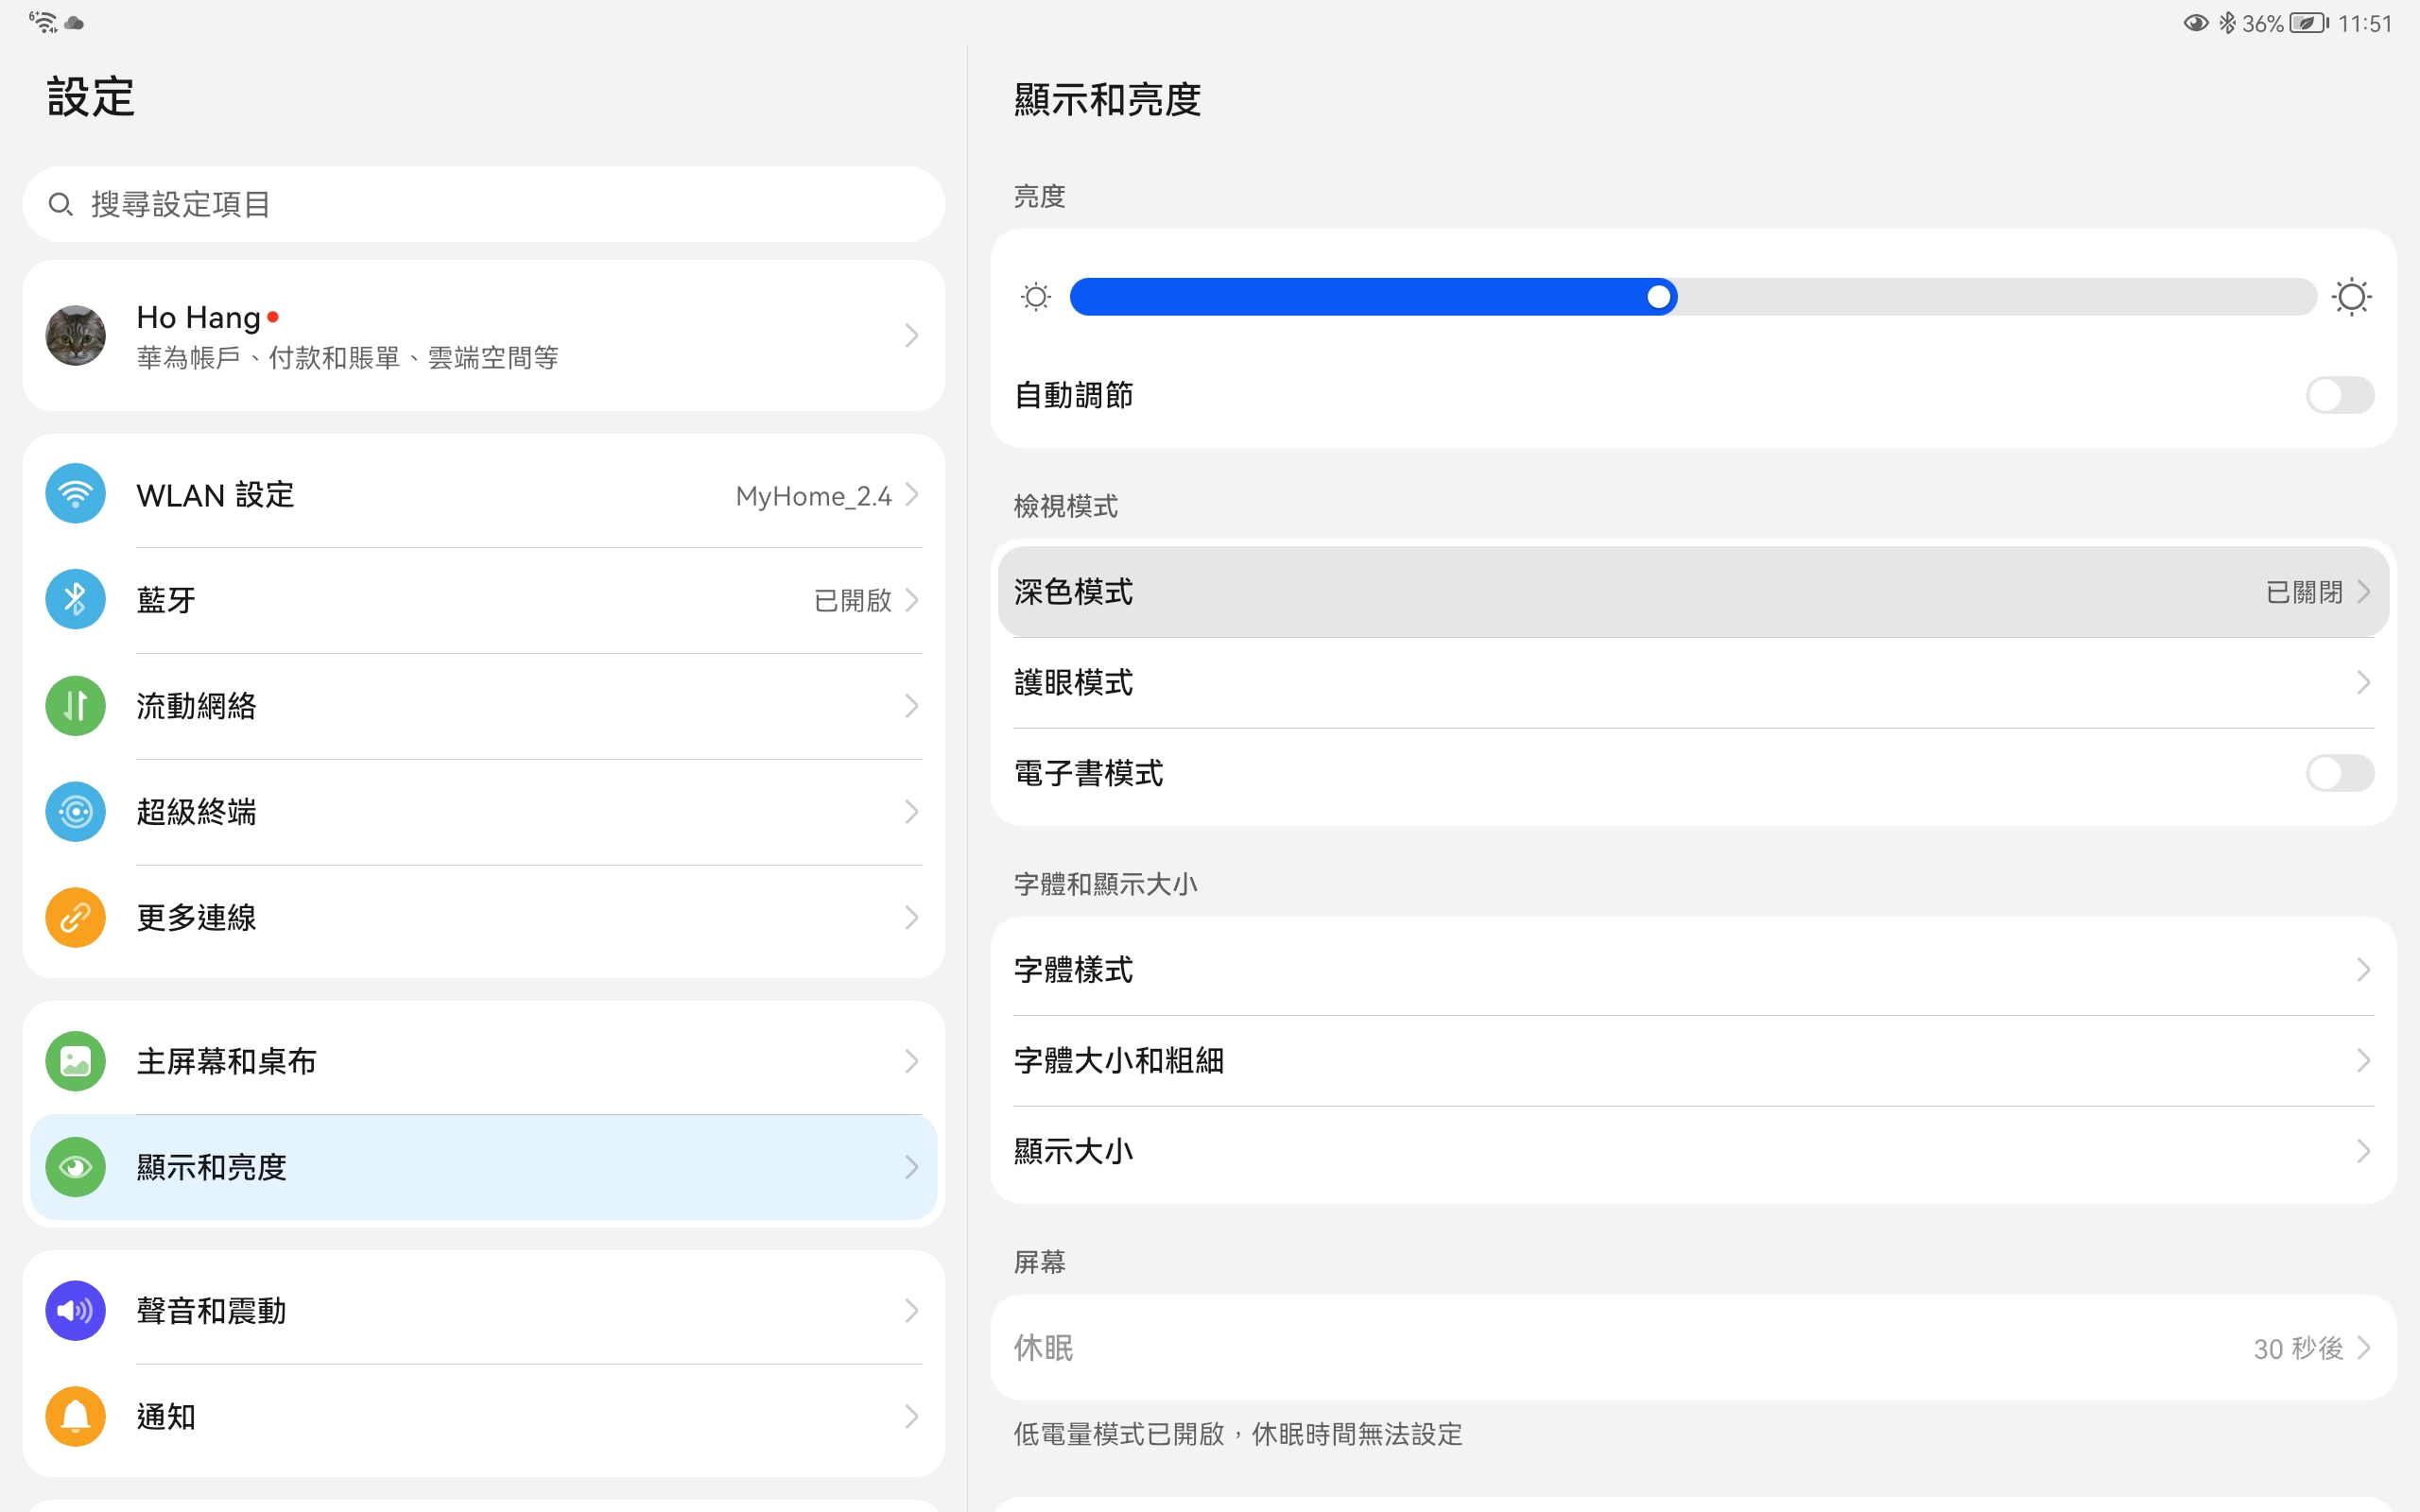 6+
36%
11:51
設定
搜尋設定項目
Ho Hang
華為帳戶、付款和賬單、雲端空間等
WLAN 設定
MyHome_2.4
藍牙
已開啟
流動網絡
超級終端
更多連線
主屏幕和桌布
顯示和亮度
聲音和震動
通知
顯示和亮度
亮度
自動調節
檢視模式
深色模式
已關閉
護眼模式
電子書模式
字體和顯示大小
字體樣式
字體大小和粗細
顯示大小
屏幕
休眠
30 秒後
低電量模式已開啟，休眠時間無法設定